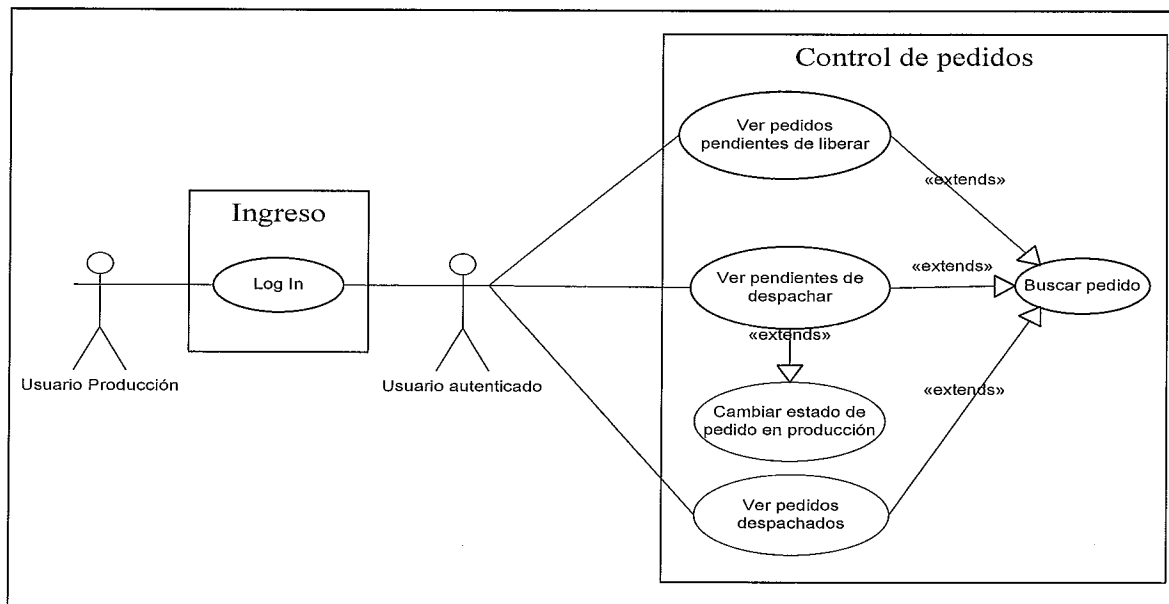 Control de pedidos
Ver pedidos
pendientes de liberar
«extends»
Ingreso
Log In
Ver pendientes de
despachar
«extends»
Buscar pedido
«extends»
Usuario Producción
Usuario autenticado
Cambiar estado de
pedido en producción
«extends»
Ver pedidos
despachados